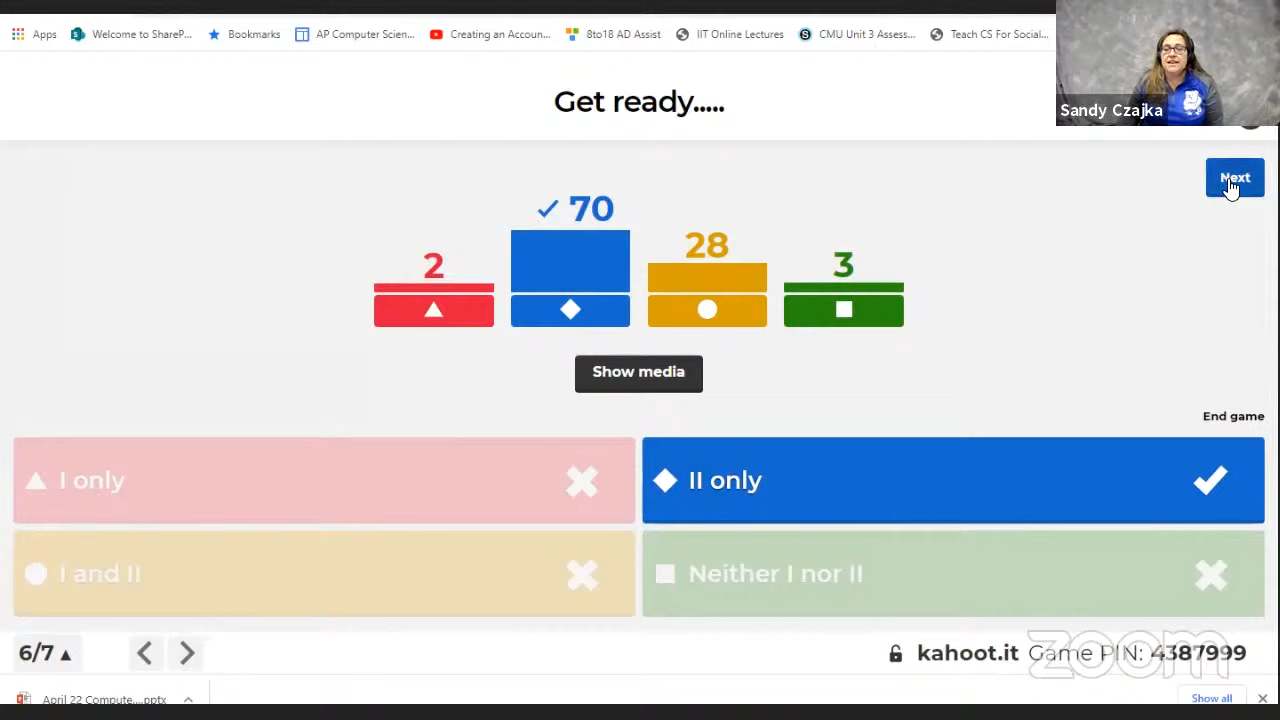 Apps Welcome to ShareP... Bookmarks AP Computer Scien... Creating an Accoun... 8to18 AD Assist IIT Online Lectures CMU Unit 3 Assess... Teach CS For Social...
Sandy Czajka
Get ready.....
Next
2 70 28 3
Show media
End game
I only
II only
I and II
Neither I nor II
6/7
kahoot.it Game PIN: 4387999
zoom
April 22 Compute....pptx
Show all